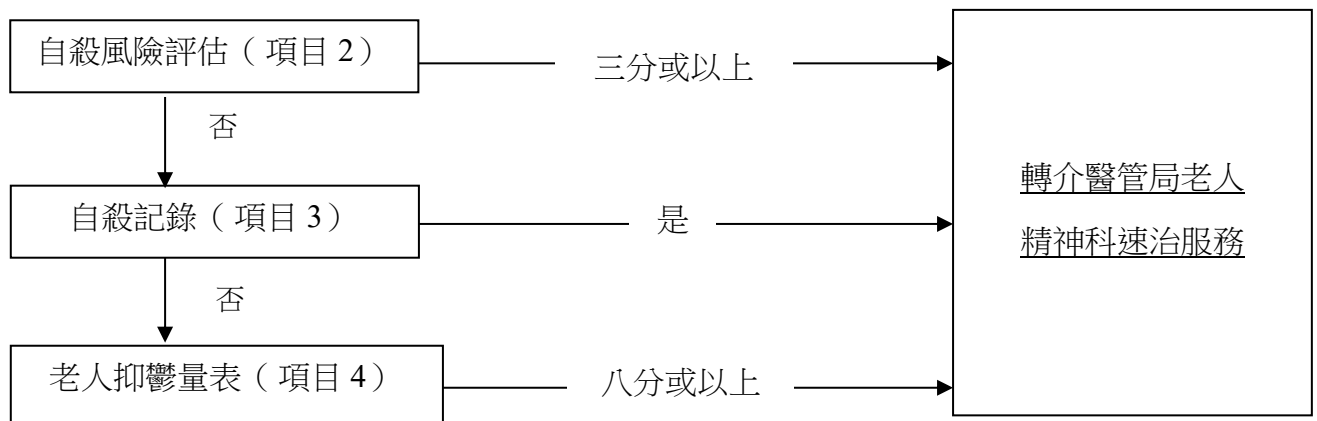 自殺風險評估（項目2）
三分或以上
否
自殺記錄（項目3）
是
轉介醫管局老人
精神科速治服務
否
老人抑鬱量表（項目4）
八分或以上